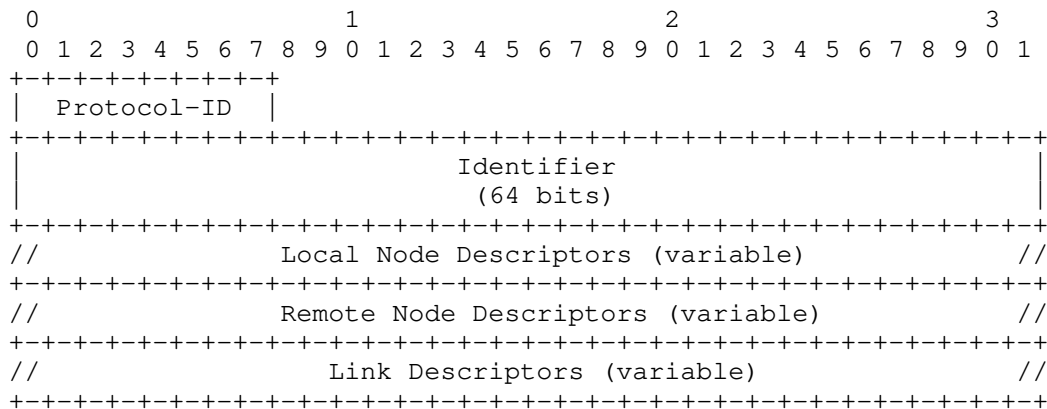 0                   1                   2                   3
 0 1 2 3 4 5 6 7 8 9 0 1 2 3 4 5 6 7 8 9 0 1 2 3 4 5 6 7 8 9 0 1
+-+-+-+-+-+-+-+-+
|  Protocol-ID  |
+-+-+-+-+-+-+-+-+-+-+-+-+-+-+-+-+-+-+-+-+-+-+-+-+-+-+-+-+-+-+-+-+
|                           Identifier                          |
|                            (64 bits)                          |
+-+-+-+-+-+-+-+-+-+-+-+-+-+-+-+-+-+-+-+-+-+-+-+-+-+-+-+-+-+-+-+-+
//               Local Node Descriptors (variable)             //
+-+-+-+-+-+-+-+-+-+-+-+-+-+-+-+-+-+-+-+-+-+-+-+-+-+-+-+-+-+-+-+-+
//               Remote Node Descriptors (variable)            //
+-+-+-+-+-+-+-+-+-+-+-+-+-+-+-+-+-+-+-+-+-+-+-+-+-+-+-+-+-+-+-+-+
//                  Link Descriptors (variable)                //
+-+-+-+-+-+-+-+-+-+-+-+-+-+-+-+-+-+-+-+-+-+-+-+-+-+-+-+-+-+-+-+-+